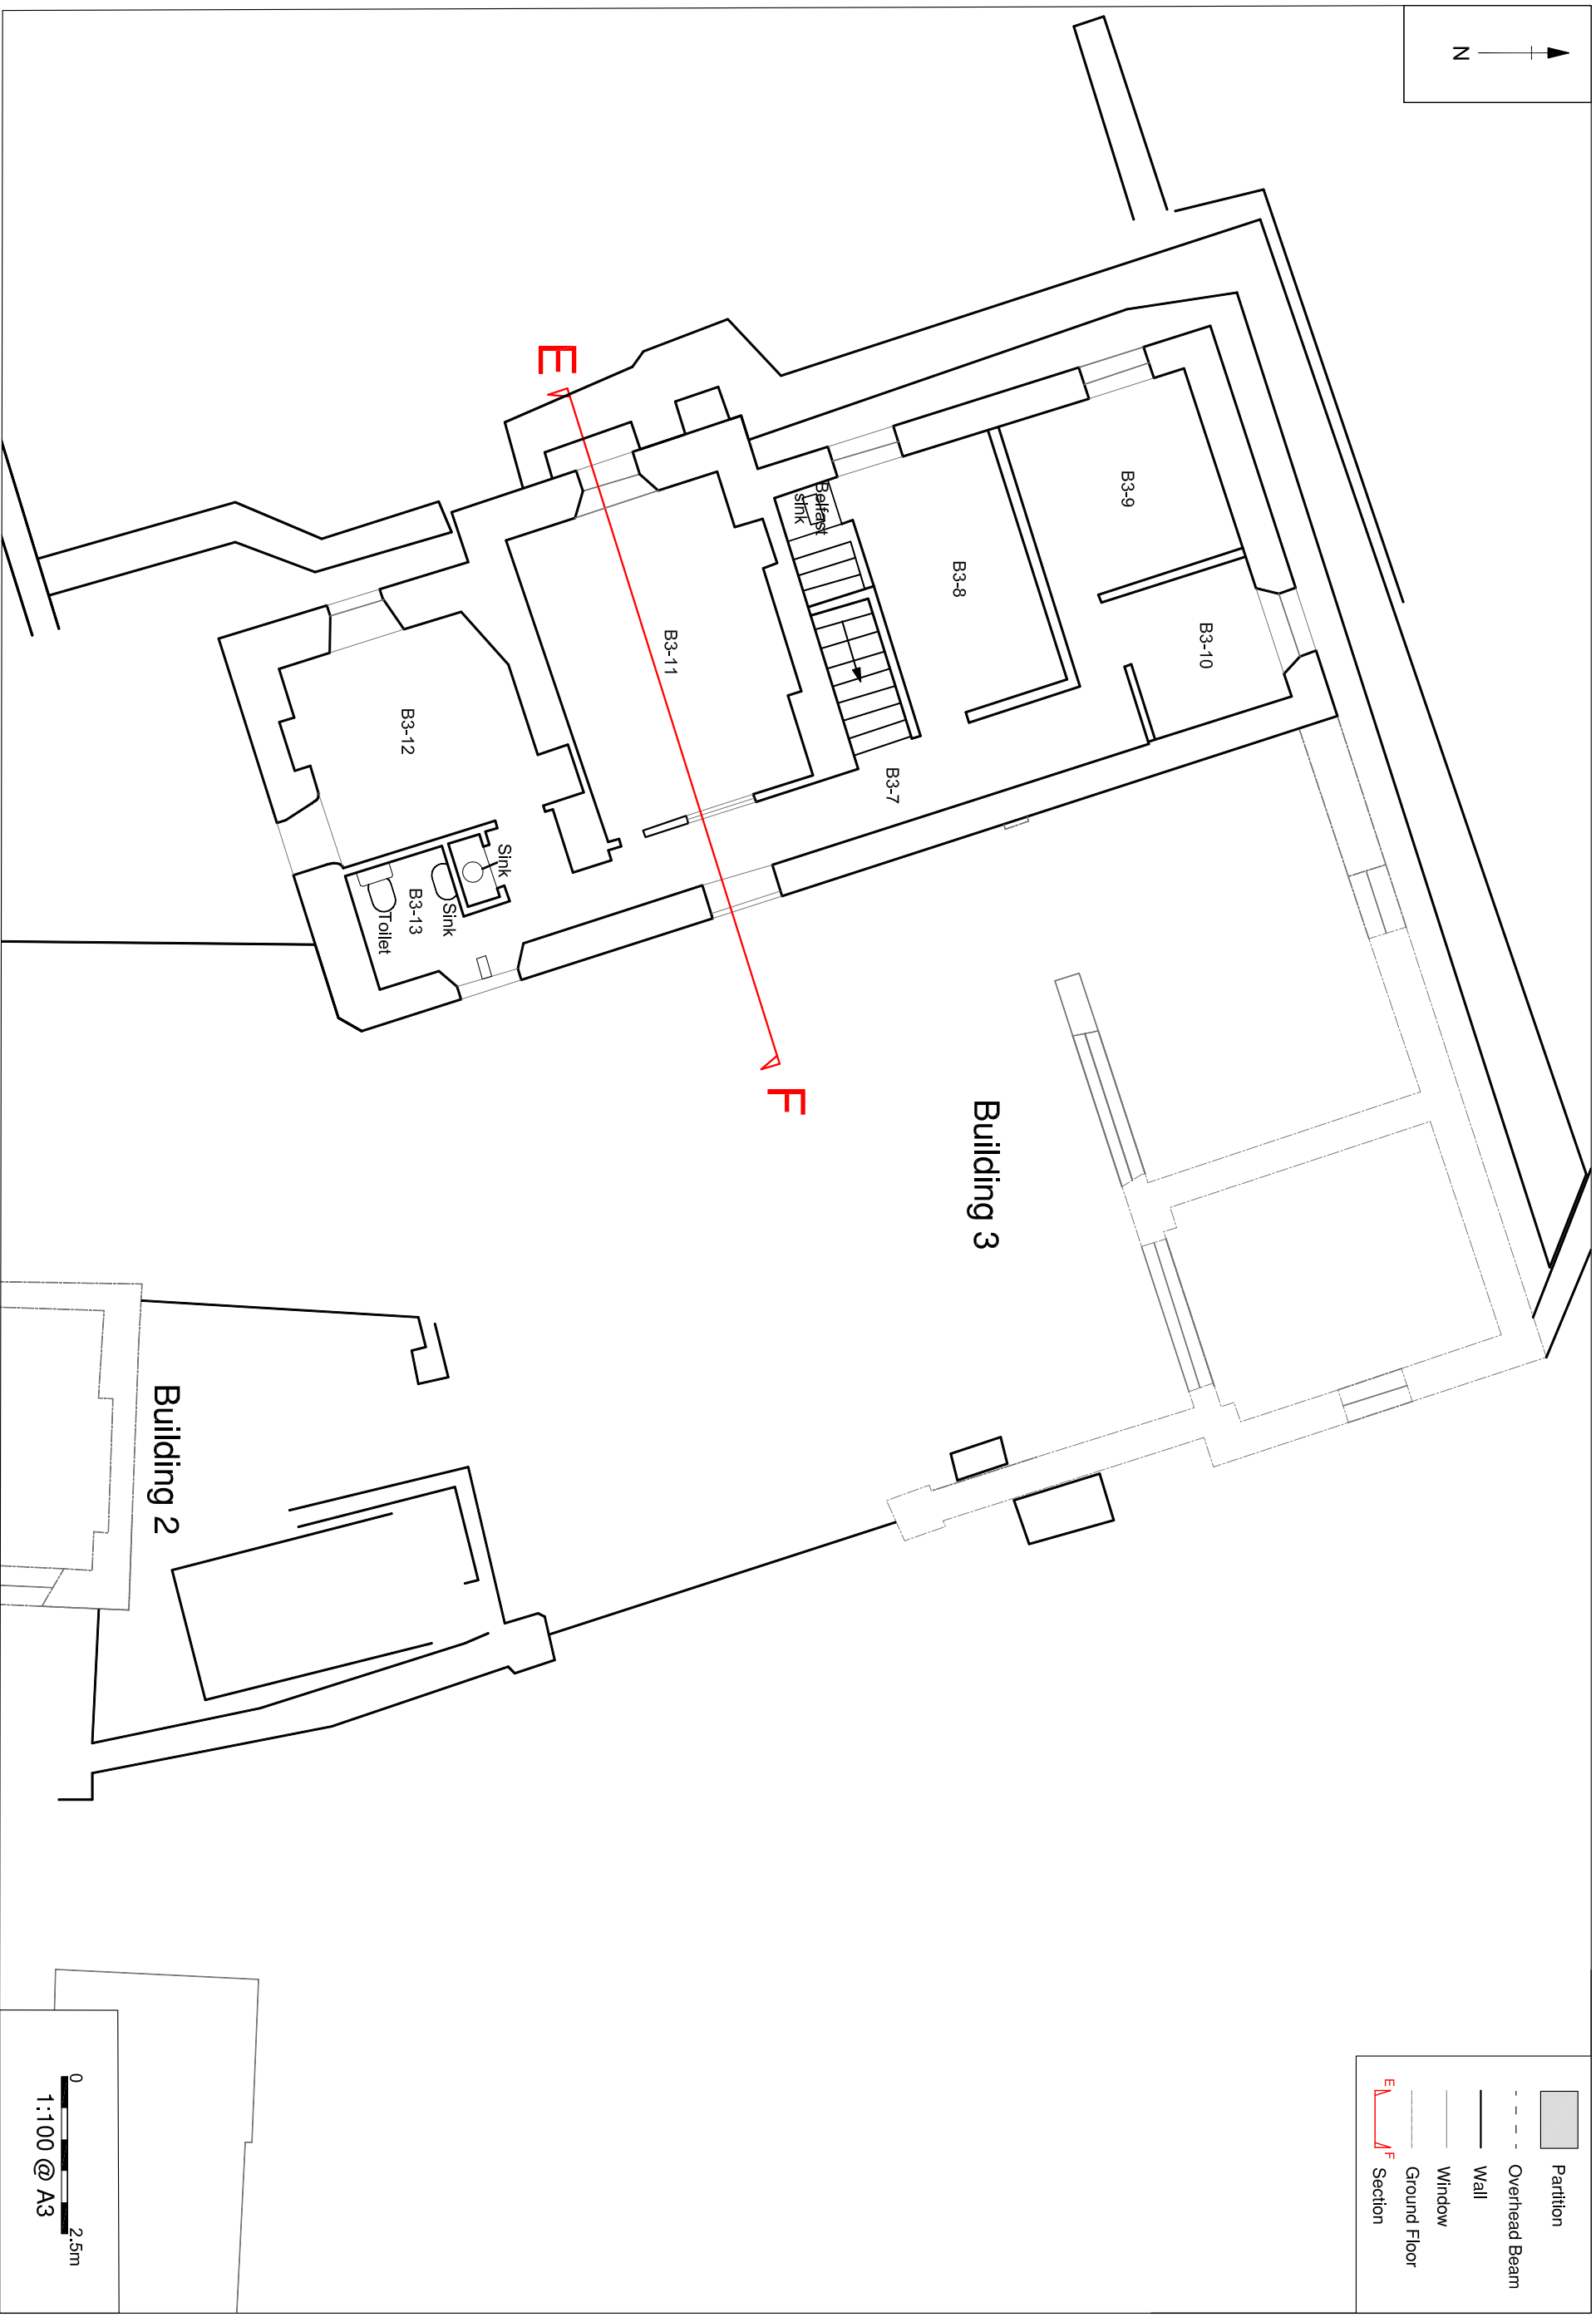 N
Partition
Overhead Beam
Wall
Window
Ground Floor
E
F
Section
B3-9
B3-10
Belfast
sink
B3-8
B3-7
B3-11
E
F
B3-12
Sink
Sink
B3-13
Toilet
Building 3
Building 2
0
2.5m
1:100 @ A3